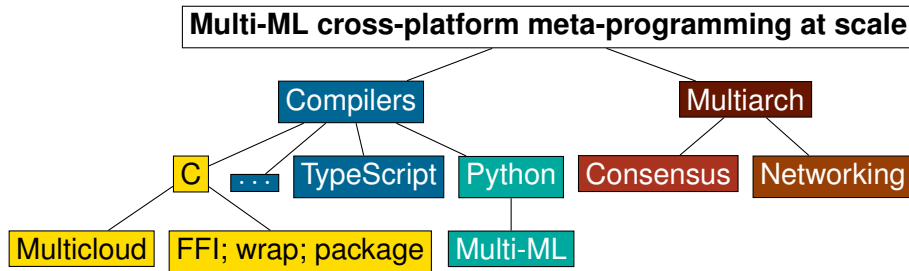 Multi-ML cross-platform meta-programming at scale
Compilers
Multiarch
C
...
TypeScript
Python
Consensus
Networking
Multicloud
FFI; wrap; package
Multi-ML